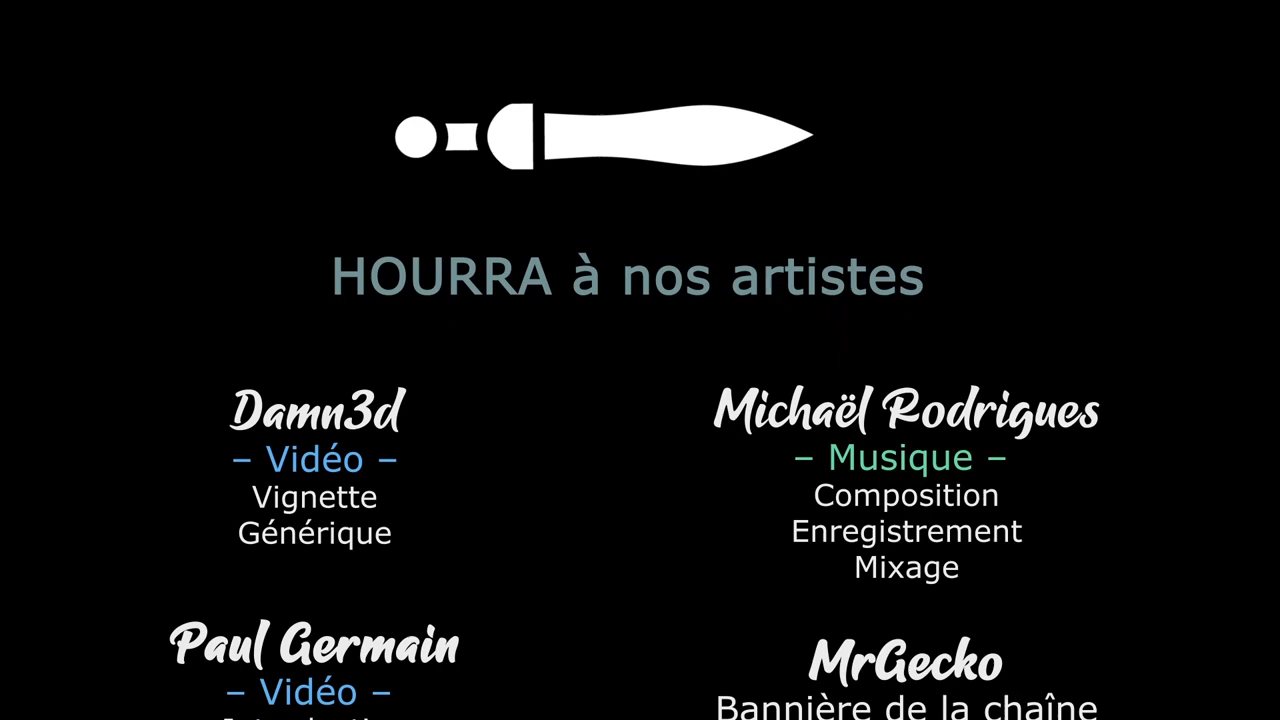 HOURRA à nos artistes
Damn3d
– Vidéo –
Vignette
Générique
Michaël Rodrigues
– Musique –
Composition
Enregistrement
Mixage
Paul Germain
– Vidéo –
MrGecko
Bannière de la chaîne